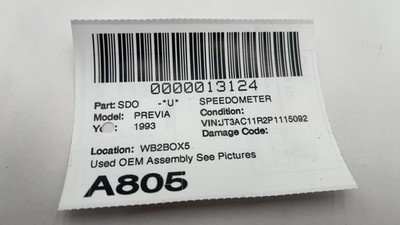 0000013124
Part: SDO -"U" SPEEDOMETER
Model: PREVIA Condition:
1993 VIN:JT3AC11R2P1115092
Damage Code:
Location: WB2BOX5
Used OEM Assembly See Pictures
A805